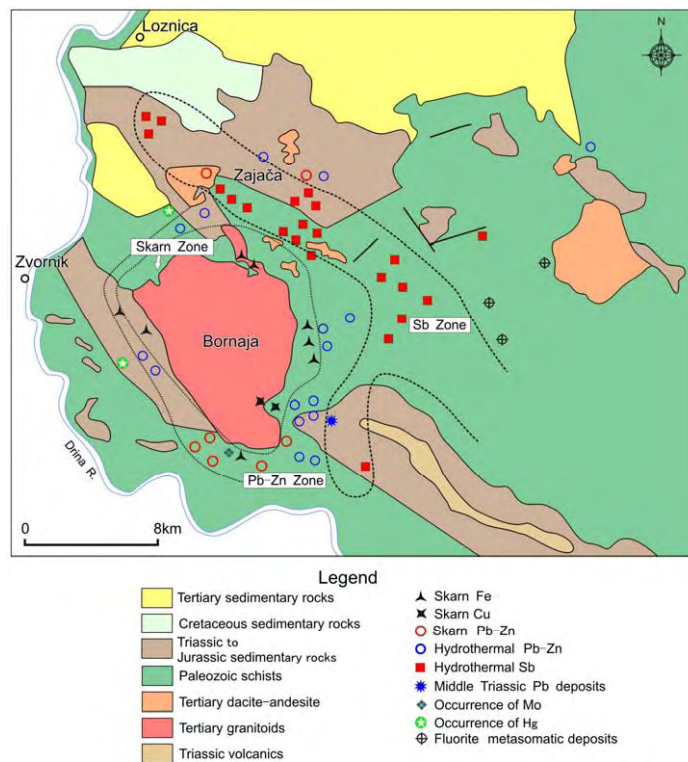 Loznica
N
Zajača
Skarn Zone
Zvornik
Bornaja
Sb Zone
Drina R.
Pb-Zn Zone
0 8km
Legend
Tertiary sedimentary rocks
Cretaceous sedimentary rocks
Triassic to
Jurassic sedimentary rocks
Paleozoic schists
Tertiary dacite-andesite
Tertiary granitoids
Triassic volcanics
Skarn Fe
Skarn Cu
Skarn Pb-Zn
Hydrothermal Pb-Zn
Hydrothermal Sb
Middle Triassic Pb deposits
Occurrence of Mo
Occurrence of Hg
Fluorite metasomatic deposits